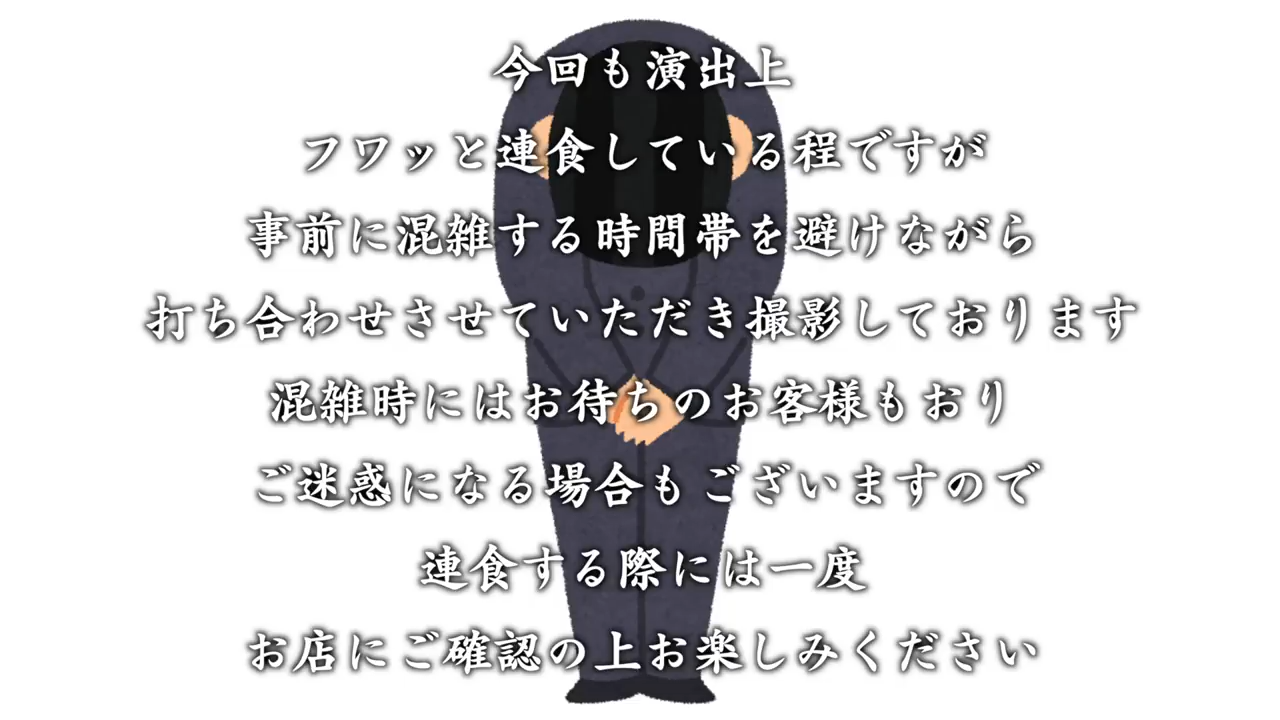 今回も演出上
フワッと連食している程ですが
事前に混雑する時間帯を避けながら
打ち合わせさせていただき撮影しております
混雑時にはお待ちのお客様もおり
ご迷惑になる場合もございますので
連食する際には一度
お店にご確認の上お楽しみください